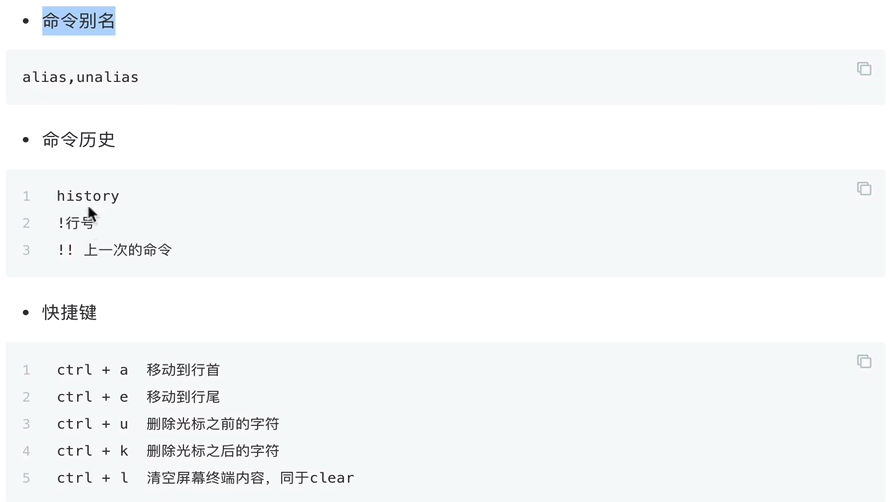 命令别名
alias,unalias
命令历史
1 history
2 !行号
3 !! 上一次的命令
快捷键
1 ctrl + a 移动到行首
2 ctrl + e 移动到行尾
3 ctrl + u 删除光标之前的字符
4 ctrl + k 删除光标之后的字符
5 ctrl + l 清空屏幕终端内容，同于clear